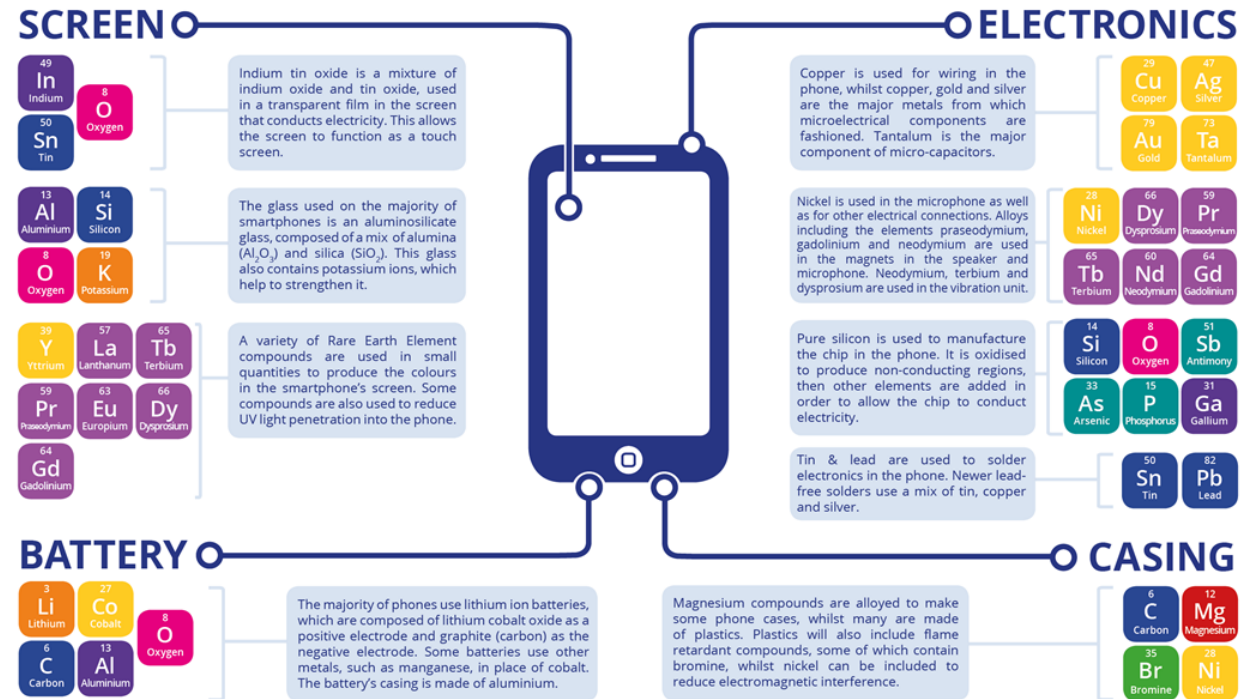 SCREEN
49
In
Indium
8
O
Oxygen
50
Sn
Tin
Indium tin oxide is a mixture of
indium oxide and tin oxide, used
in a transparent film in the screen
that conducts electricity. This allows
the screen to function as a touch
screen.
13
Al
Aluminium
14
Si
Silicon
8
O
Oxygen
19
K
Potassium
The glass used on the majority of
smartphones is an aluminosilicate
glass, composed of a mix of alumina
(Al₂O₃) and silica (SiO₂). This glass
also contains potassium ions, which
help to strengthen it.
39
Y
Yttrium
57
La
Lanthanum
65
Tb
Terbium
59
Pr
Praseodymium
63
Eu
Europium
66
Dy
Dysprosium
64
Gd
Gadolinium
A variety of Rare Earth Element
compounds are used in small
quantities to produce the colours
in the smartphone's screen. Some
compounds are also used to reduce
UV light penetration into the phone.
ELECTRONICS
Copper is used for wiring in the
phone, whilst copper, gold and silver
are the major metals from which
microelectrical components are
fashioned. Tantalum is the major
component of micro-capacitors.
29
Cu
Copper
47
Ag
Silver
79
Au
Gold
73
Ta
Tantalum
Nickel is used in the microphone as well
as for other electrical connections. Alloys
including the elements praseodymium,
gadolinium and neodymium are used
in the magnets in the speaker and
microphone. Neodymium, terbium and
dysprosium are used in the vibration unit.
28
Ni
Nickel
66
Dy
Dysprosium
59
Pr
Praseodymium
65
Tb
Terbium
60
Nd
Neodymium
64
Gd
Gadolinium
Pure silicon is used to manufacture
the chip in the phone. It is oxidised
to produce non-conducting regions,
then other elements are added in
order to allow the chip to conduct
electricity.
14
Si
Silicon
8
O
Oxygen
51
Sb
Antimony
33
As
Arsenic
15
P
Phosphorus
31
Ga
Gallium
Tin & lead are used to solder
electronics in the phone. Newer lead-
free solders use a mix of tin, copper
and silver.
50
Sn
Tin
82
Pb
Lead
BATTERY
3
Li
Lithium
27
Co
Cobalt
8
O
Oxygen
6
C
Carbon
13
Al
Aluminium
The majority of phones use lithium ion batteries,
which are composed of lithium cobalt oxide as a
positive electrode and graphite (carbon) as the
negative electrode. Some batteries use other
metals, such as manganese, in place of cobalt.
The battery's casing is made of aluminium.
CASING
Magnesium compounds are alloyed to make
some phone cases, whilst many are made
of plastics. Plastics will also include flame
retardant compounds, some of which contain
bromine, whilst nickel can be included to
reduce electromagnetic interference.
6
C
Carbon
12
Mg
Magnesium
35
Br
Bromine
28
Ni
Nickel